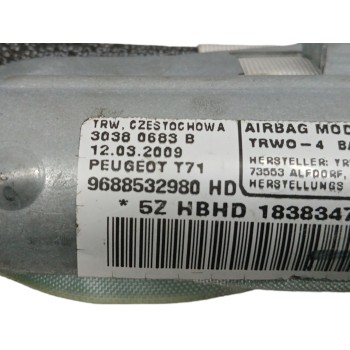 TRW, CZESTOCHOWA
3038 0683 B
12.03.2009
PEUGEOT T71
9688532980 HD
AIRBAG MOD
TRWO-4
HERSTELLER: TR
73553 ALFDORF,
HERSTELLUNGS
* 5Z HBHD 1838347